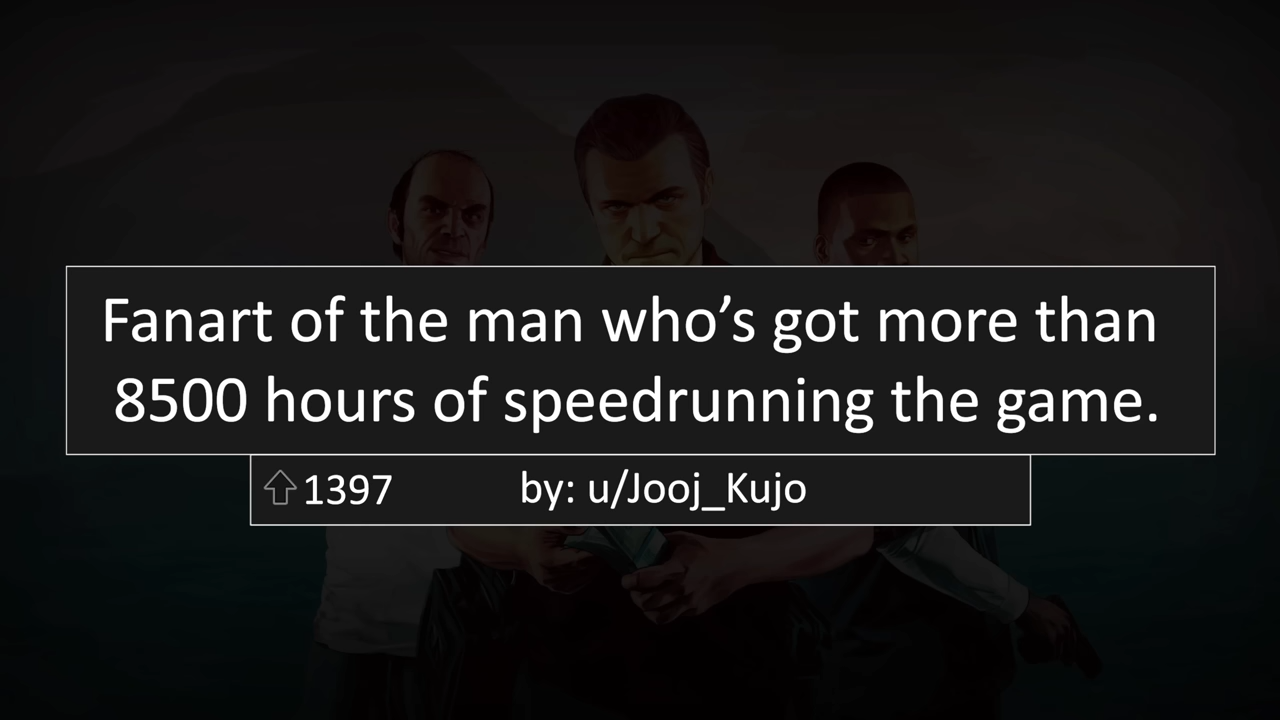 Fanart of the man who’s got more than
8500 hours of speedrunning the game.
1397 by: u/Jooj_Kujo